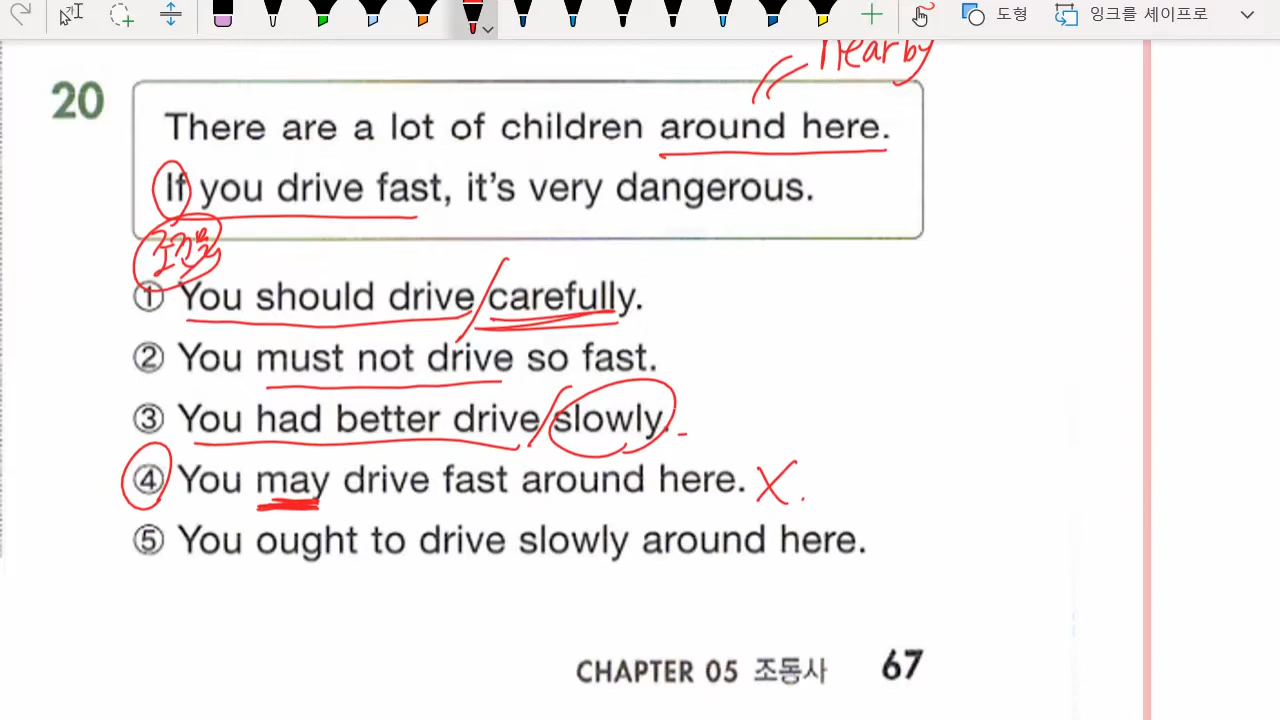 도형 잉크를 셰이프로
nearby
20
There are a lot of children around here.
If you drive fast, it's very dangerous.
조건절
① You should drive / carefully.
② You must not drive so fast.
③ You had better drive / slowly.
④ You may drive fast around here. X
⑤ You ought to drive slowly around here.
CHAPTER 05 조동사 67